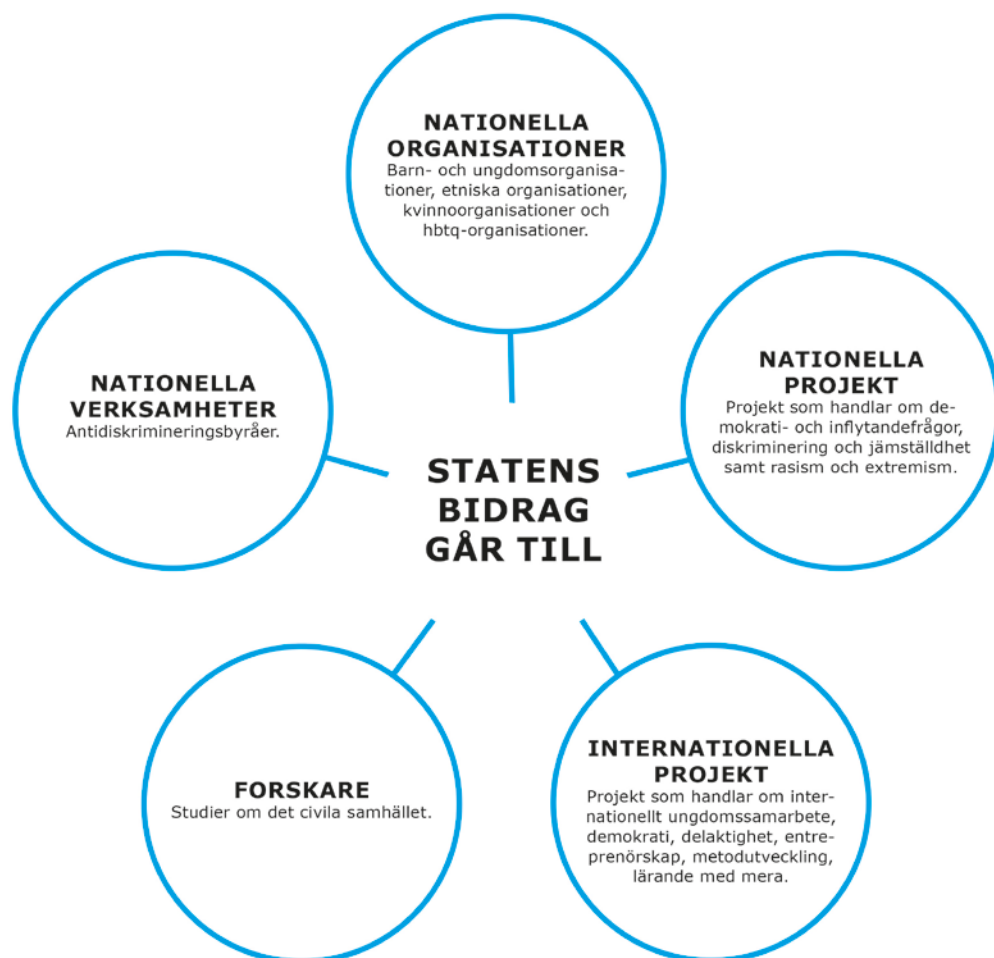 NATIONELLA
ORGANISATIONER
Barn- och ungdomsorganisa-
tioner, etniska organisationer,
kvinnoorganisationer och
hbtq-organisationer.
NATIONELLA
VERKSAMHETER
Antidiskrimineringsbyråer.
NATIONELLA
PROJEKT
Projekt som handlar om de-
mokrati- och inflytandefrågor,
diskriminering och jämställdhet
samt rasism och extremism.
STATENS
BIDRAG
GÅR TILL
FORSKARE
Studier om det civila samhället.
INTERNATIONELLA
PROJEKT
Projekt som handlar om inter-
nationellt ungdomssamarbete,
demokrati, delaktighet, entre-
prenörskap, metodutveckling,
lärande med mera.